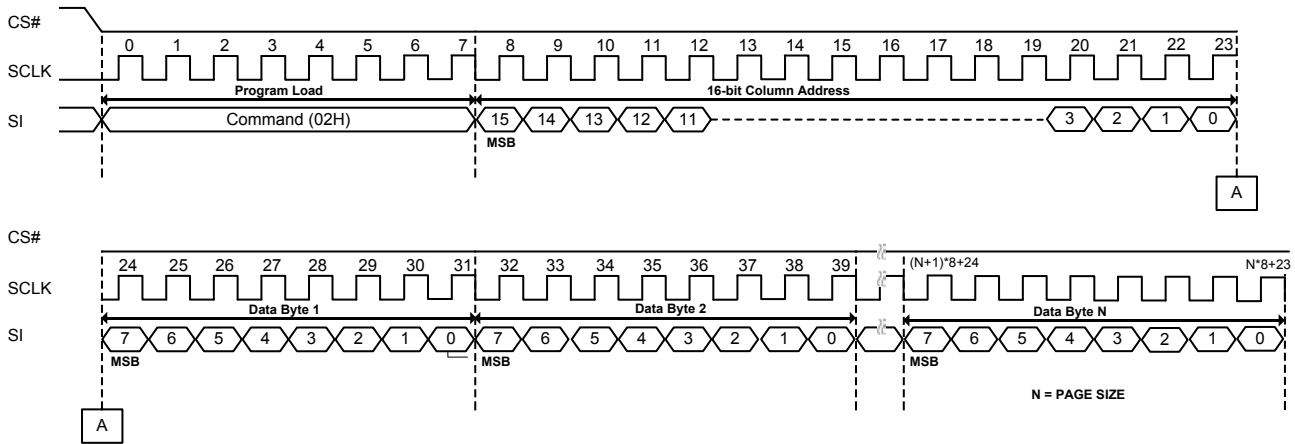 CS#
0 1 2 3 4 5 6 7 8 9 10 11 12 13 14 15 16 17 18 19 20 21 22 23
SCLK
Program Load 16-bit Column Address
SI Command (02H) 15 14 13 12 11 3 2 1 0
MSB
A
CS#
24 25 26 27 28 29 30 31 32 33 34 35 36 37 38 39 (N+1)*8+24 N*8+23
SCLK
Data Byte 1 Data Byte 2 Data Byte N
SI 7 6 5 4 3 2 1 0 7 6 5 4 3 2 1 0 7 6 5 4 3 2 1 0
MSB MSB MSB
N = PAGE SIZE
A